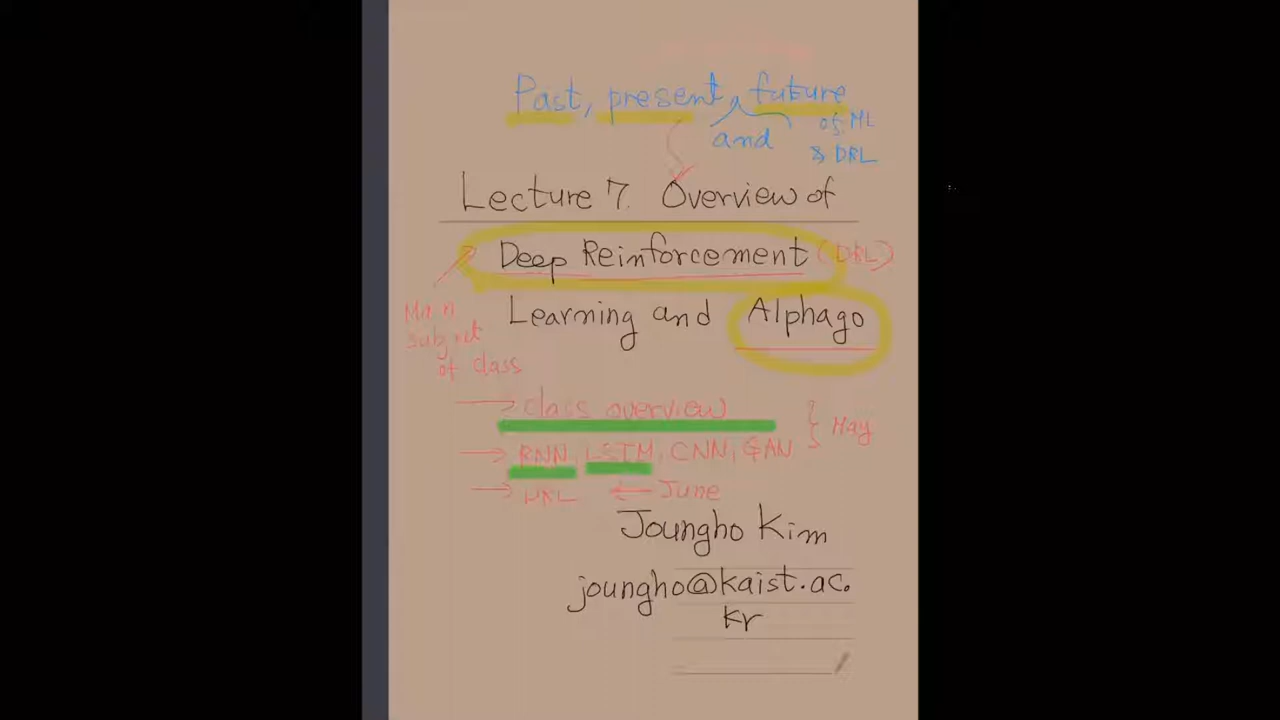 Past, present, and future
of ML
& DRL
Lecture 7. Overview of
Deep Reinforcement (DRL)
Learning and Alphago
Main
subject
of class
→ class overview
→ RNN, LSTM, CNN, GAN } May
→ DRL ← June
Joungho Kim
joungho@kaist.ac.
kr